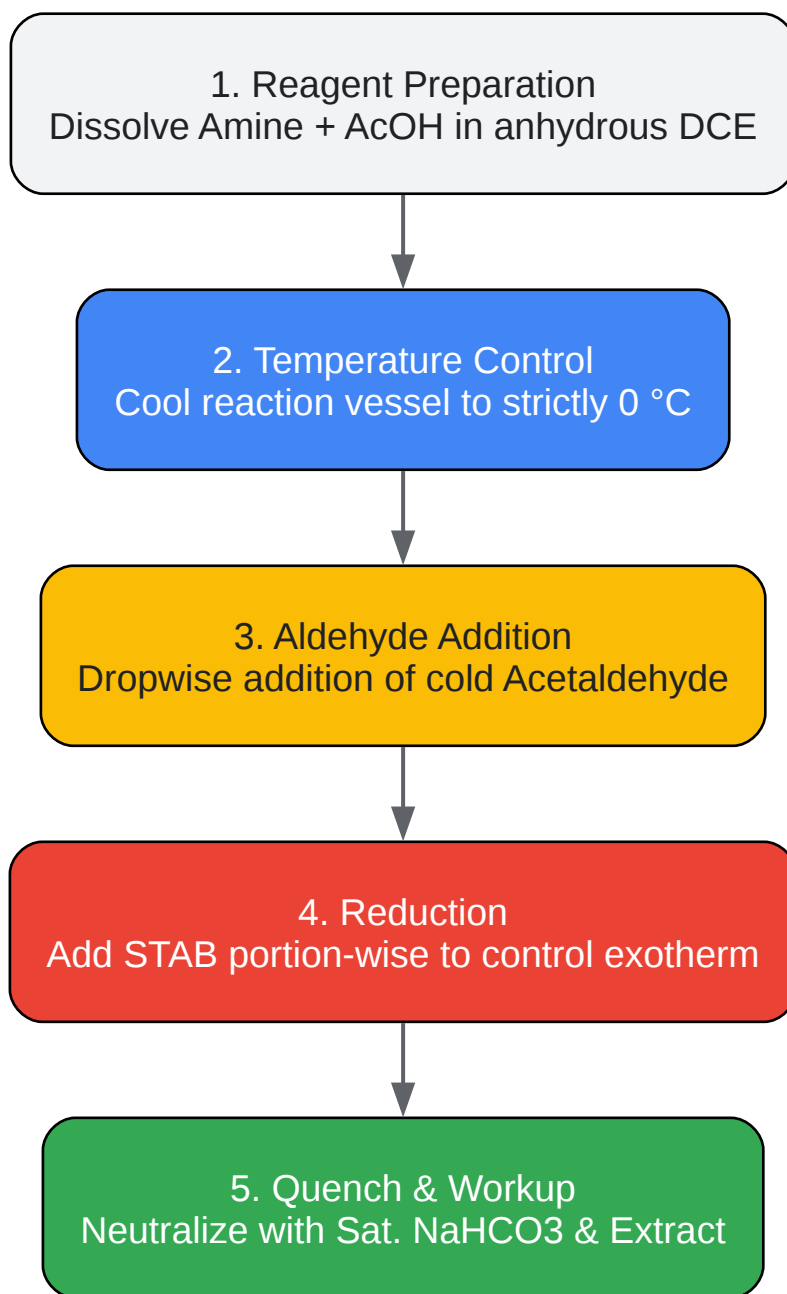 1. Reagent Preparation
Dissolve Amine + AcOH in anhydrous DCE
2. Temperature Control
Cool reaction vessel to strictly 0 °C
3. Aldehyde Addition
Dropwise addition of cold Acetaldehyde
4. Reduction
Add STAB portion-wise to control exotherm
5. Quench & Workup
Neutralize with Sat. NaHCO3 & Extract